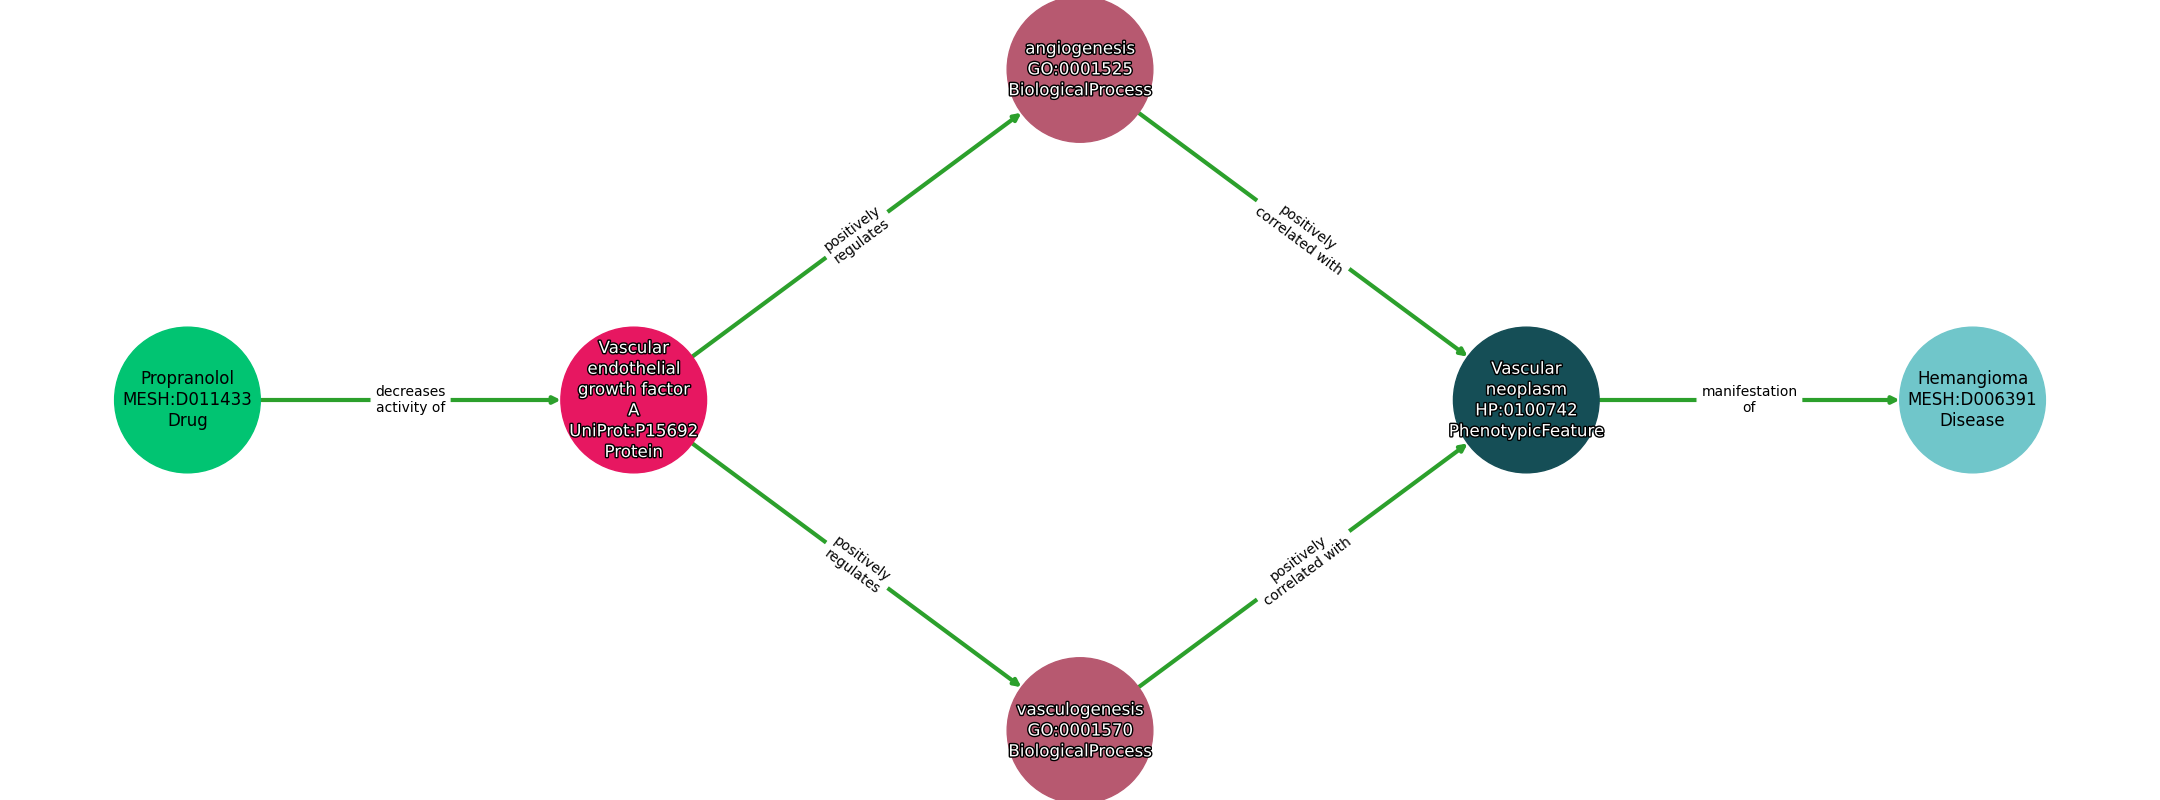 angiogenesis
GO:0001525
BiologicalProcess
positively
regulates
positively
correlated with
Propranolol
MESH:D011433
Drug
decreases
activity of
Vascular
endothelial
growth factor
A
UniProt:P15692
Protein
Vascular
neoplasm
HP:0100742
PhenotypicFeature
manifestation
of
Hemangioma
MESH:D006391
Disease
positively
regulates
positively
correlated with
vasculogenesis
GO:0001570
BiologicalProcess